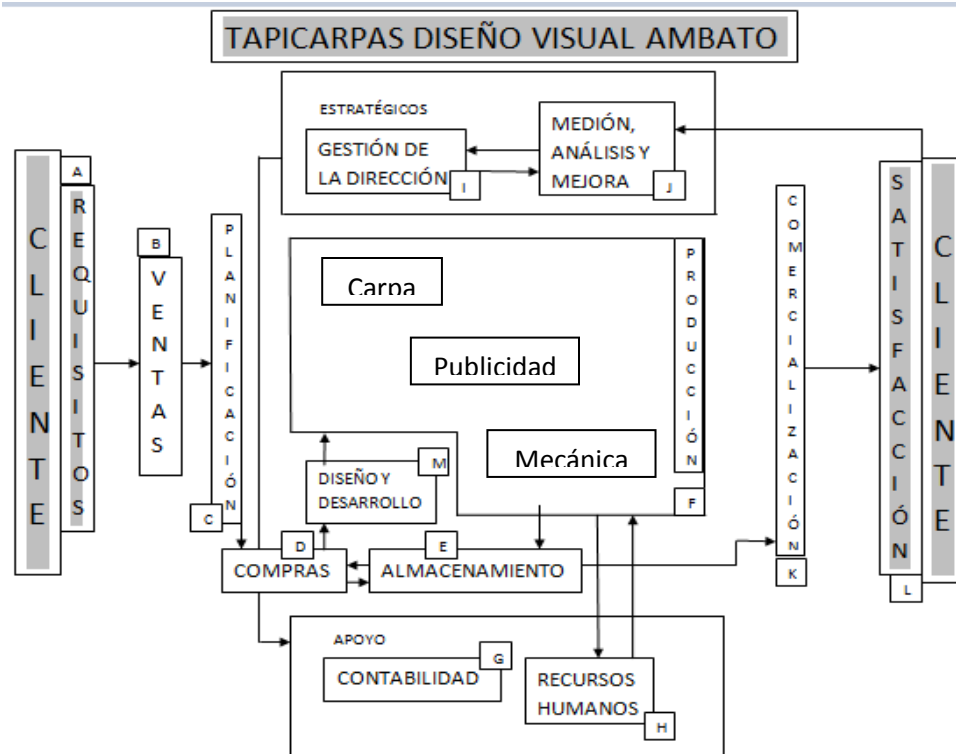 TAPICARPAS DISEÑO VISUAL AMBATO
ESTRATÉGICOS
GESTIÓN DE
LA DIRECCIÓN
I
MEDIÓN,
ANÁLISIS Y
MEJORA
J
CLIENTE
A
REQUISITOS
B
VENTAS
PLANIFICACIÓN
C
Carpa
Publicidad
Mecánica
PRODUCCIÓN
F
M
DISEÑO Y
DESARROLLO
D
COMPRAS
E
ALMACENAMIENTO
COMERCIALIZACIÓN
K
SATISFACCIÓN
L
CLIENTE
APOYO
G
CONTABILIDAD
RECURSOS
HUMANOS
H